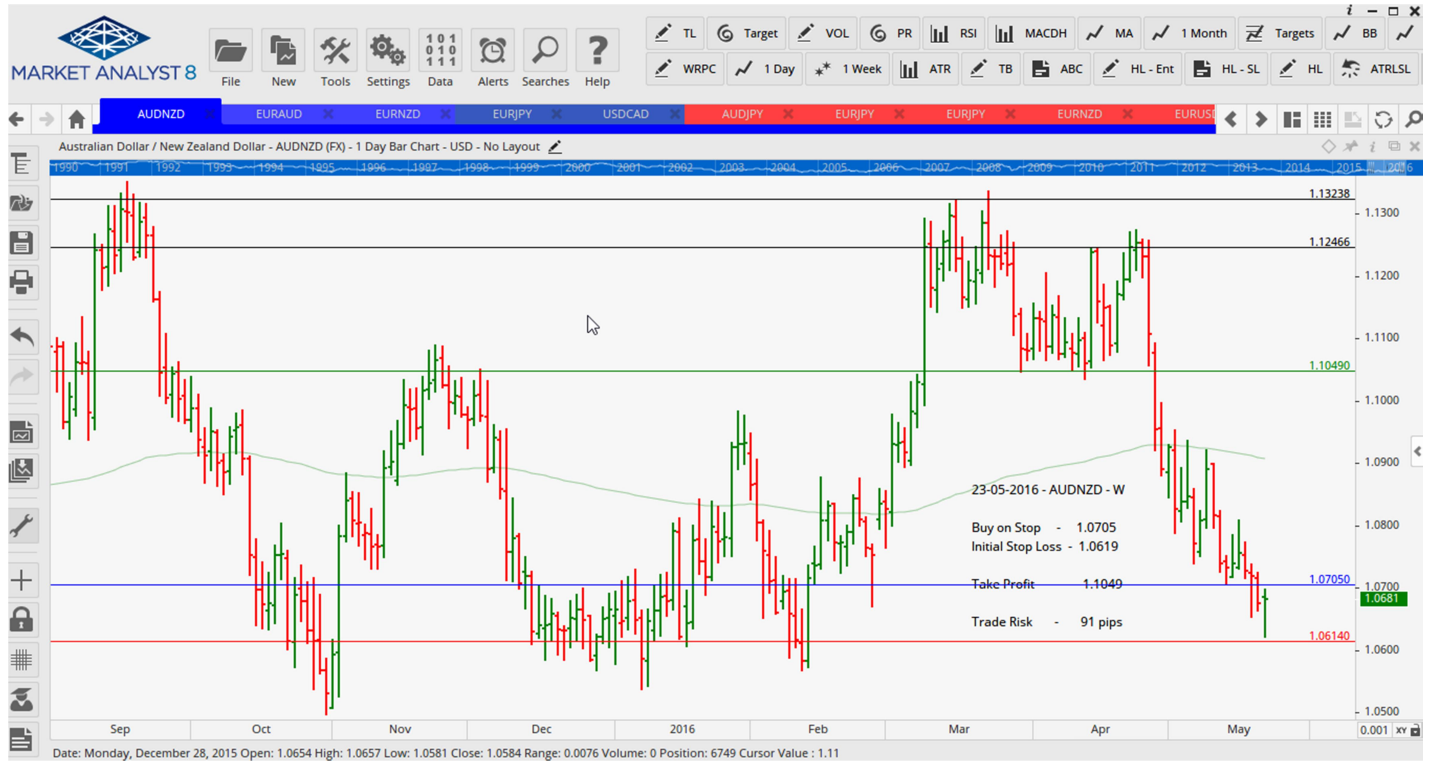 MARKET ANALYST 8
File New Tools Settings Data Alerts Searches Help
TL Target VOL PR RSI MACDH MA 1 Month Targets BB
WRPC 1 Day 1 Week ATR TB ABC HL - Ent HL - SL HL ATRLSL
AUDNZD EURAUD EURNZD EURJPY USDCAD AUDJPY EURJPY EURJPY EURNZD EURUSD
Australian Dollar / New Zealand Dollar - AUDNZD (FX) - 1 Day Bar Chart - USD - No Layout
1990 1991 1992 1993 1994 1995 1996 1997 1998 1999 2000 2001 2002 2003 2004 2005 2006 2007 2008 2009 2010 2011 2012 2013 2014 2015 2016
1.13238
1.1300
1.12466
1.1200
1.1100
1.10490
1.1000
1.0900
23-05-2016 - AUDNZD - W
Buy on Stop - 1.0705
1.0800
Initial Stop Loss - 1.0619
Take Profit 1.1049
1.07050
1.0700
1.0681
Trade Risk - 91 pips
1.06140
1.0600
1.0500
Sep Oct Nov Dec 2016 Feb Mar Apr May
0.001 XY
Date: Monday, December 28, 2015 Open: 1.0654 High: 1.0657 Low: 1.0581 Close: 1.0584 Range: 0.0076 Volume: 0 Position: 6749 Cursor Value : 1.11